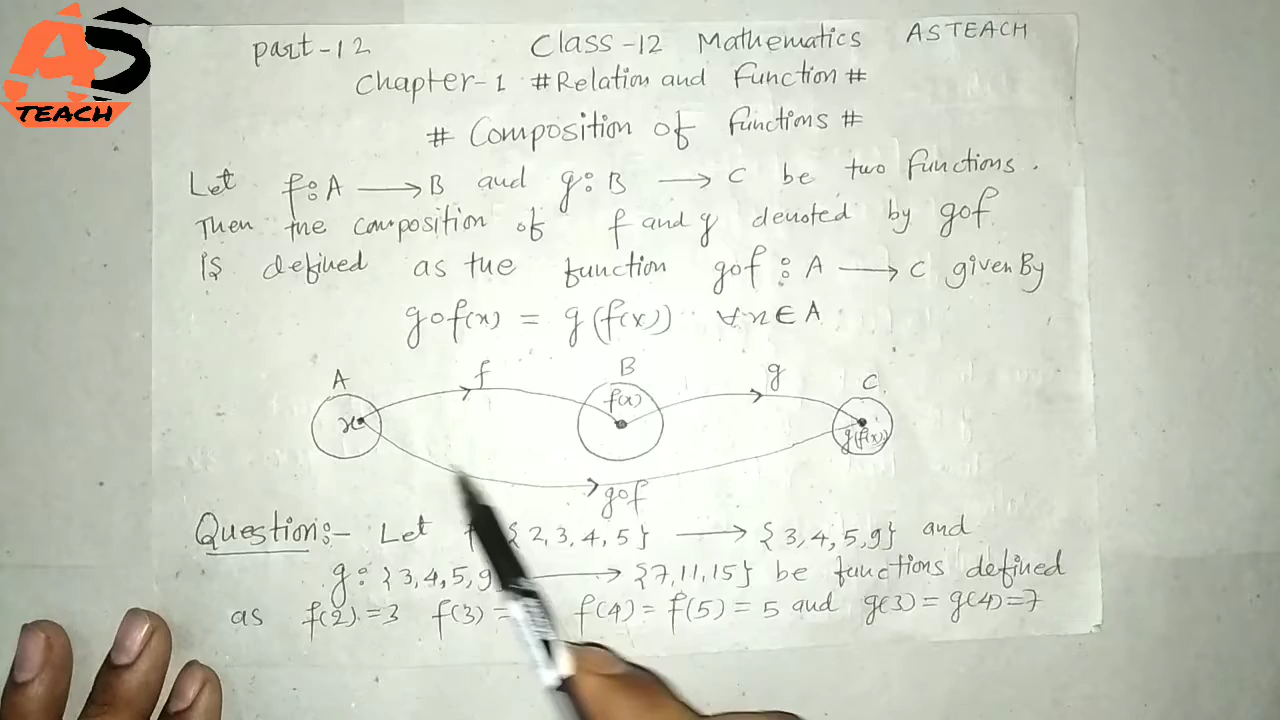 AS
TEACH
part-12 Class-12 Mathematics ASTEACH
Chapter-1 #Relation and Function#
# Composition of functions #
Let f: A → B and g: B → C be two functions.
Then the composition of f and g denoted by gof
is defined as the function gof : A → C given By
gof(x) = g(f(x)) ∀ x ∈ A
A f B g C
x f(x) g(f(x))
gof
Question:- Let f {2,3,4,5} → {3,4,5,9} and
g: {3,4,5,9 → {7,11,15} be functions defined
as f(2)=3 f(3)= f(4)= f(5)=5 and g(3)= g(4)=7